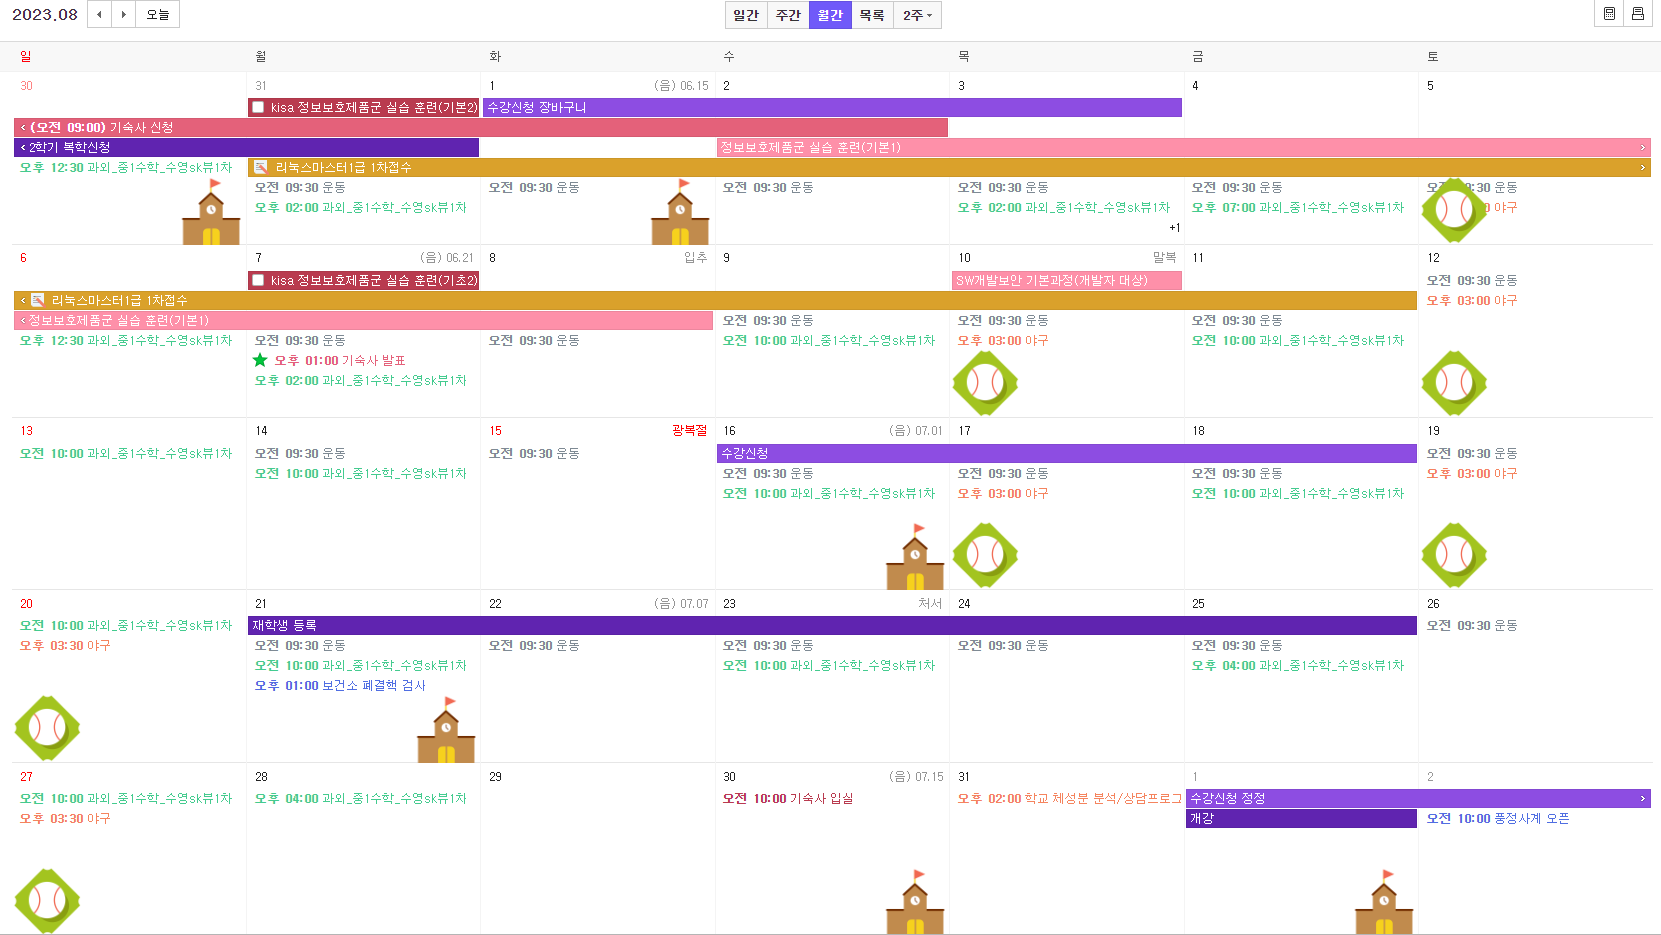 2023.08
오늘
일간 주간 월간 목록 2주
일 월 화 수 목 금 토
30 31 1 (음) 06.15 2 3 4 5
kisa 정보보호제품군 실습 훈련(기본2) 수강신청 장바구니
(오전 09:00) 기숙사 신청
2학기 복학신청 정보보호제품군 실습 훈련(기본1)
오후 12:30 과외_중1수학_수영sk뷰1차 리눅스마스터1급 1차접수
오전 09:30 운동 오전 09:30 운동 오전 09:30 운동 오전 09:30 운동 오전 09:30 운동 :30 운동
오후 02:00 과외_중1수학_수영sk뷰1차 오후 02:00 과외_중1수학_수영sk뷰1차 오후 07:00 과외_중1수학_수영sk뷰1차 야구
+1
6 7 (음) 06.21 8 입추 9 10 말복 11 12
kisa 정보보호제품군 실습 훈련(기초2) SW개발보안 기본과정(개발자 대상) 오전 09:30 운동
리눅스마스터1급 1차접수 오후 03:00 야구
정보보호제품군 실습 훈련(기본1) 오전 09:30 운동 오전 09:30 운동 오전 09:30 운동
오후 12:30 과외_중1수학_수영sk뷰1차 오전 09:30 운동 오전 09:30 운동 오전 10:00 과외_중1수학_수영sk뷰1차 오후 03:00 야구 오전 10:00 과외_중1수학_수영sk뷰1차
오후 01:00 기숙사 발표
오후 02:00 과외_중1수학_수영sk뷰1차
13 14 15 광복절 16 (음) 07.01 17 18 19
오전 10:00 과외_중1수학_수영sk뷰1차 오전 09:30 운동 오전 09:30 운동 수강신청 오전 09:30 운동
오전 10:00 과외_중1수학_수영sk뷰1차 오전 09:30 운동 오전 09:30 운동 오전 09:30 운동 오후 03:00 야구
오전 10:00 과외_중1수학_수영sk뷰1차 오후 03:00 야구 오전 10:00 과외_중1수학_수영sk뷰1차
20 21 22 (음) 07.07 23 처서 24 25 26
오전 10:00 과외_중1수학_수영sk뷰1차 재학생 등록 오전 09:30 운동
오후 03:30 야구 오전 09:30 운동 오전 09:30 운동 오전 09:30 운동 오전 09:30 운동 오전 09:30 운동
오전 10:00 과외_중1수학_수영sk뷰1차 오전 10:00 과외_중1수학_수영sk뷰1차 오후 04:00 과외_중1수학_수영sk뷰1차
오후 01:00 보건소 폐결핵 검사
27 28 29 30 (음) 07.15 31 1 2
오전 10:00 과외_중1수학_수영sk뷰1차 오후 04:00 과외_중1수학_수영sk뷰1차 오전 10:00 기숙사 입실 오후 02:00 학교 체성분 분석/상담프로그 수강신청 정정
오후 03:30 야구 개강 오전 10:00 풍정사계 오픈